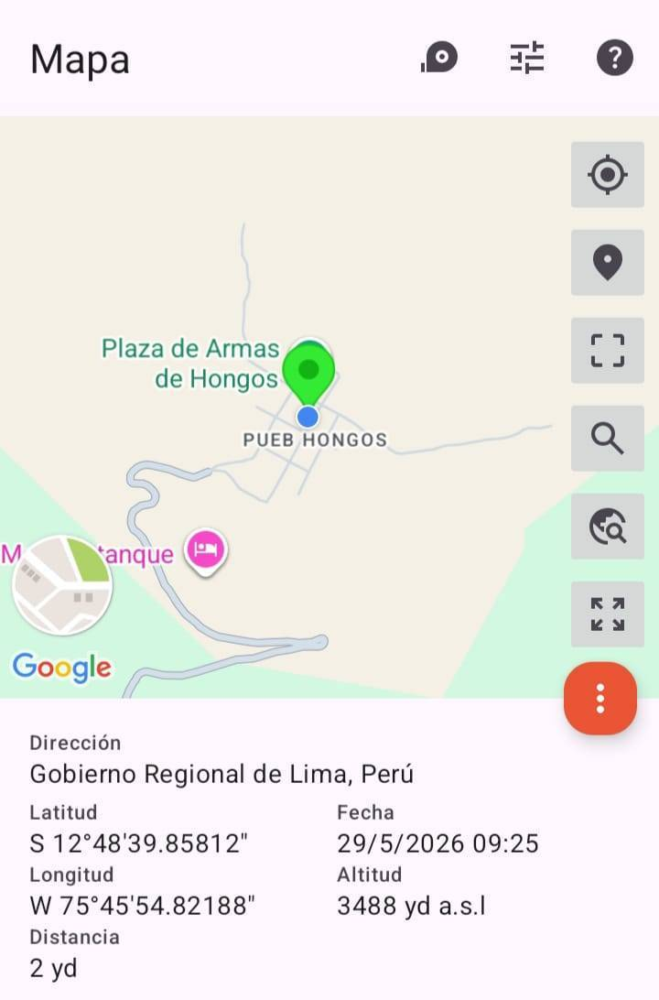 Mapa
Plaza de Armas
de Hongos
PUEB HONGOS
M tanque
Google
Dirección
Gobierno Regional de Lima, Perú
Latitud
S 12°48'39.85812"
Fecha
29/5/2026 09:25
Longitud
W 75°45'54.82188"
Altitud
3488 yd a.s.l
Distancia
2 yd